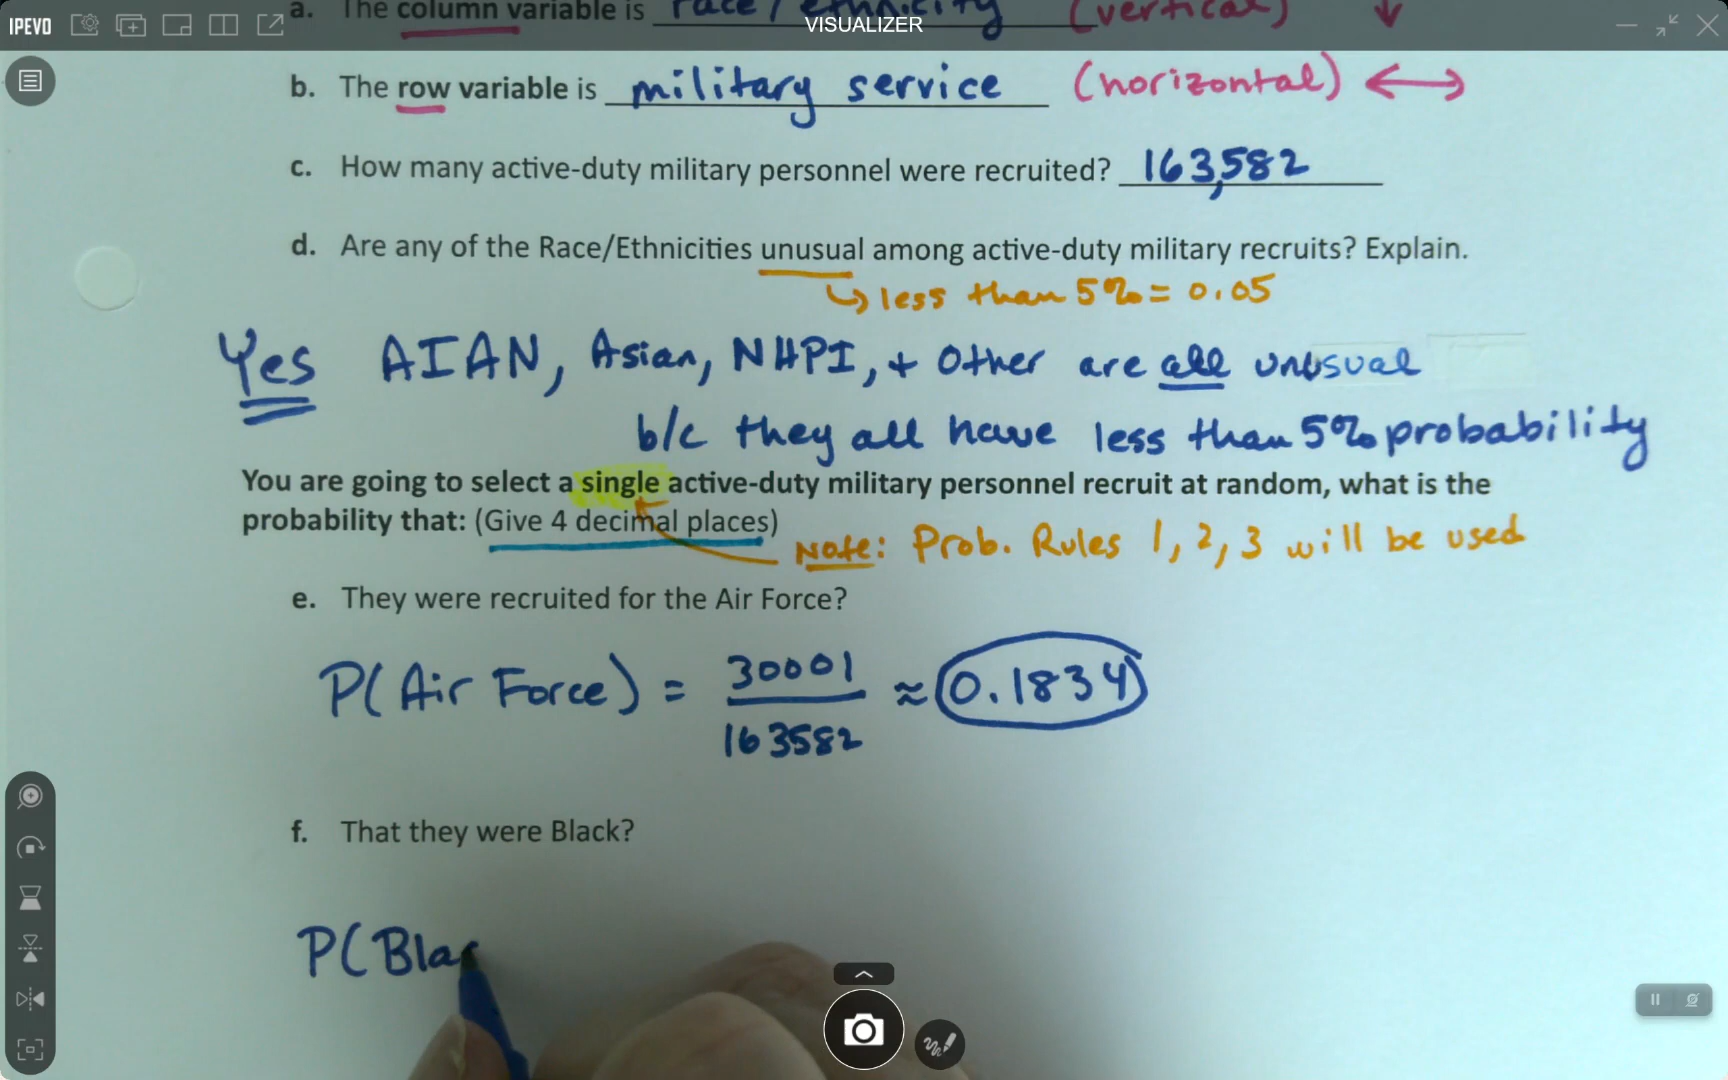 IPEVO
VISUALIZER
a. The column variable is race / ethnicity (vertical)
b. The row variable is military service (horizontal)
c. How many active-duty military personnel were recruited? 163,582
d. Are any of the Race/Ethnicities unusual among active-duty military recruits? Explain.
less than 5% = 0.05
Yes AIAN, Asian, NHPI, + Other are all unusual
b/c they all have less than 5% probability
You are going to select a single active-duty military personnel recruit at random, what is the
probability that: (Give 4 decimal places)
Note: Prob. Rules 1, 2, 3 will be used
e. They were recruited for the Air Force?
P(Air Force) = 30001 / 163582 ≈ 0.1834
f. That they were Black?
P(Blac